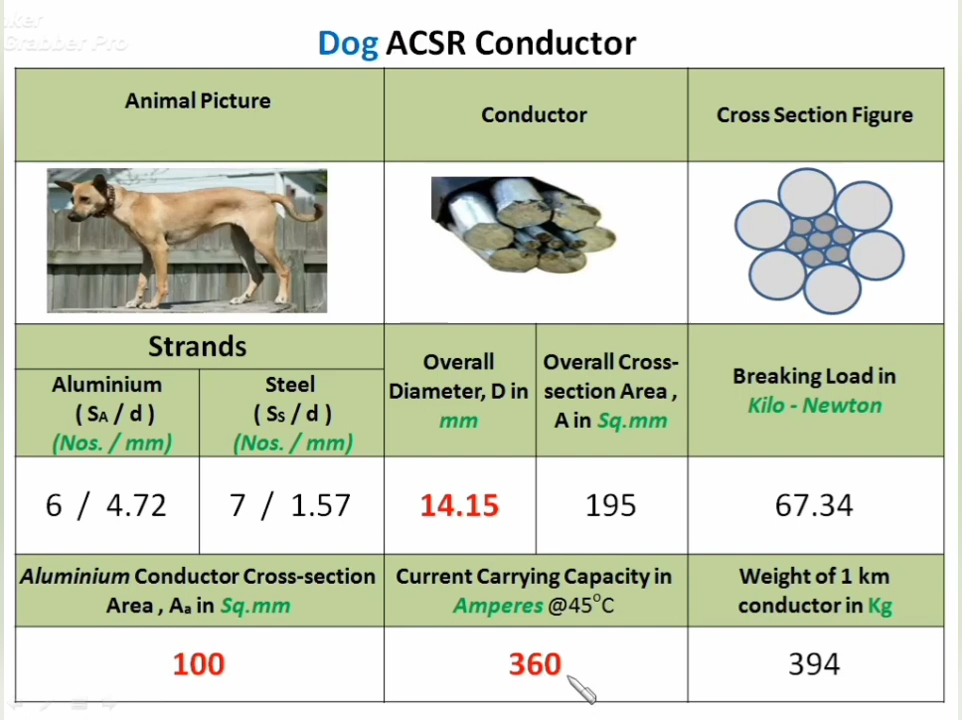 aker
Grabber Pro
Dog ACSR Conductor
Animal Picture
Conductor
Cross Section Figure
Strands
Aluminium
( SA / d )
(Nos. / mm)
Steel
( Ss / d )
(Nos. / mm)
Overall
Diameter, D in
mm
Overall Cross-
section Area ,
A in Sq.mm
Breaking Load in
Kilo - Newton
6 / 4.72
7 / 1.57
14.15
195
67.34
Aluminium Conductor Cross-section
Area , Aa in Sq.mm
Current Carrying Capacity in
Amperes @45°C
Weight of 1 km
conductor in Kg
100
360
394